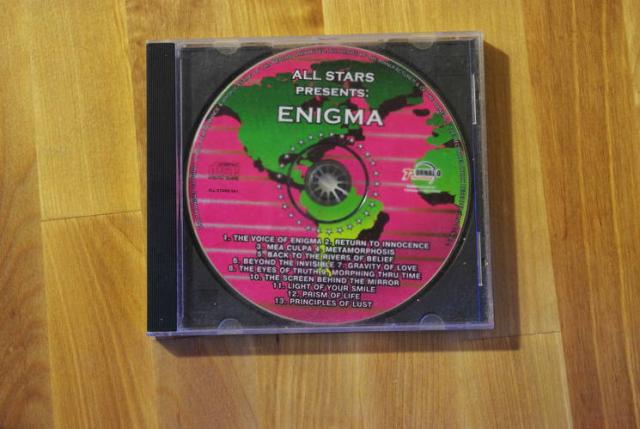 ALL STARS
PRESENTS:
ENIGMA
1. THE VOICE OF ENIGMA 2. RETURN TO INNOCENCE
3. MEA CULPA 4. METAMORPHOSIS
5. BACK TO THE RIVERS OF BELIEF
6. BEYOND THE INVISIBLE 7. GRAVITY OF LOVE
8. THE EYES OF TRUTH 9. MORPHING THRU TIME
10. THE SCREEN BEHIND THE MIRROR
11. LIGHT OF YOUR SMILE
12. PRISM OF LIFE
13. PRINCIPLES OF LUST